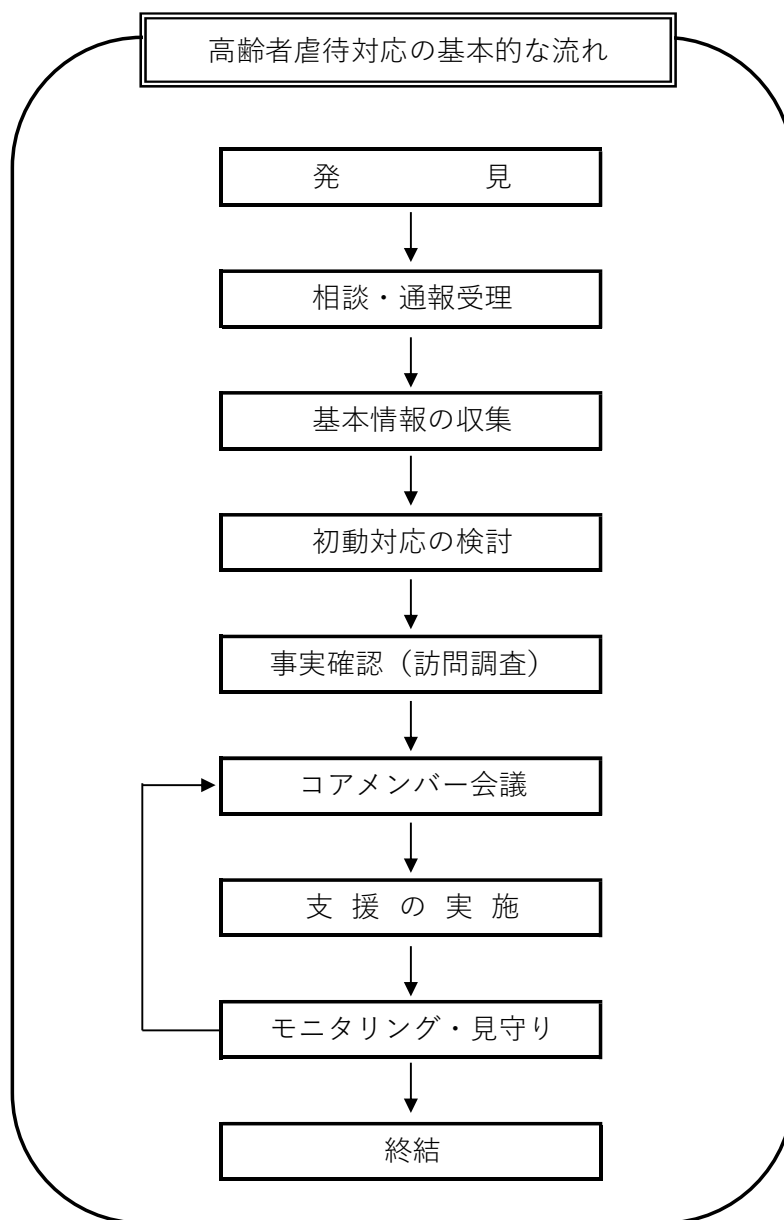 高齢者虐待対応の基本的な流れ
発　　　見
相談・通報受理
基本情報の収集
初動対応の検討
事実確認（訪問調査）
コアメンバー会議
支 援 の 実 施
モニタリング・見守り
終結